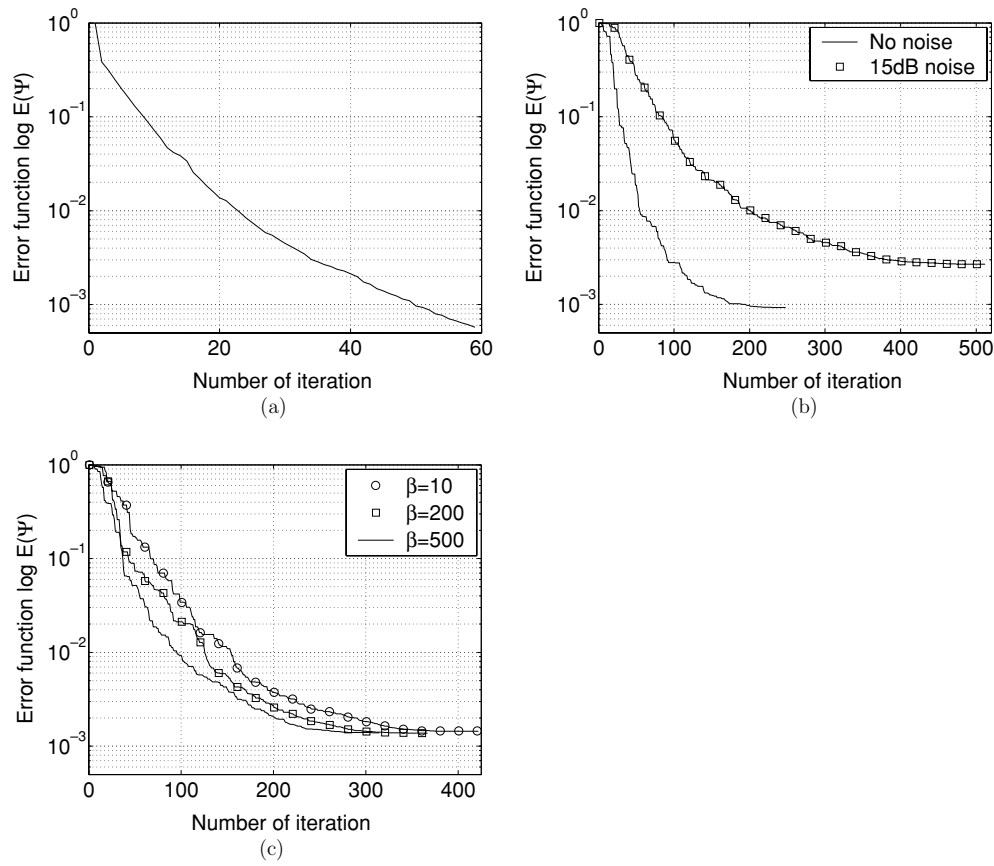 10^0
10^-1
10^-2
10^-3
Error function log E(Ψ)
0 20 40 60
Number of iteration
(a)
10^0
10^-1
10^-2
10^-3
Error function log E(Ψ)
No noise
15dB noise
0 100 200 300 400 500
Number of iteration
(b)
10^0
10^-1
10^-2
10^-3
Error function log E(Ψ)
β=10
β=200
β=500
0 100 200 300 400
Number of iteration
(c)